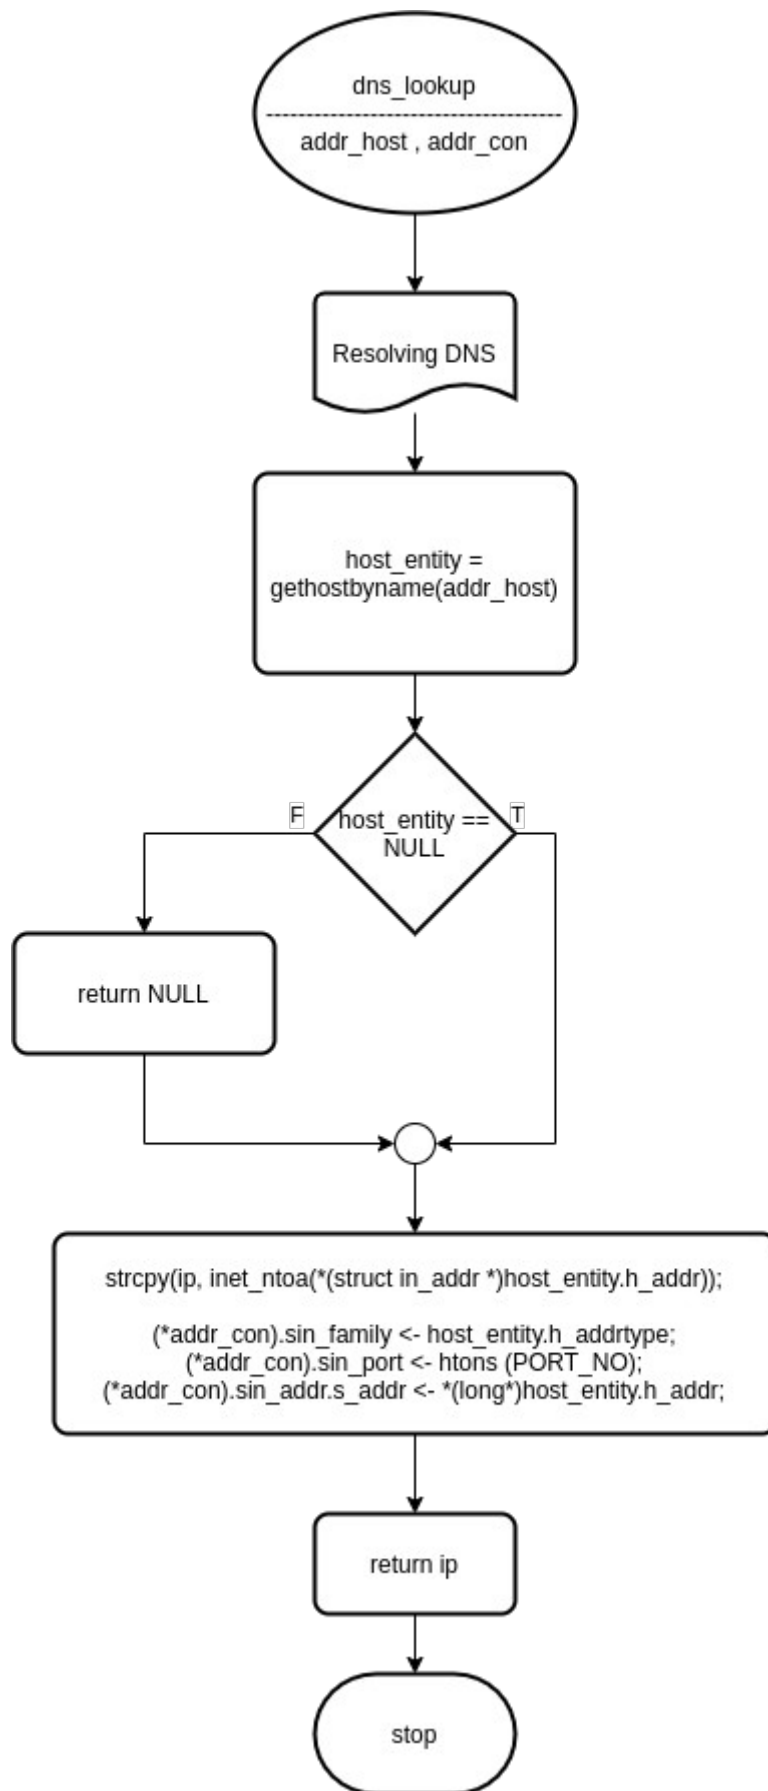 dns_lookup
addr_host , addr_con
Resolving DNS
host_entity =
gethostbyname(addr_host)
F
host_entity ==
NULL
T
return NULL
strcpy(ip, inet_ntoa(*(struct in_addr *)host_entity.h_addr));
(*addr_con).sin_family <- host_entity.h_addrtype;
(*addr_con).sin_port <- htons (PORT_NO);
(*addr_con).sin_addr.s_addr <- *(long*)host_entity.h_addr;
return ip
stop